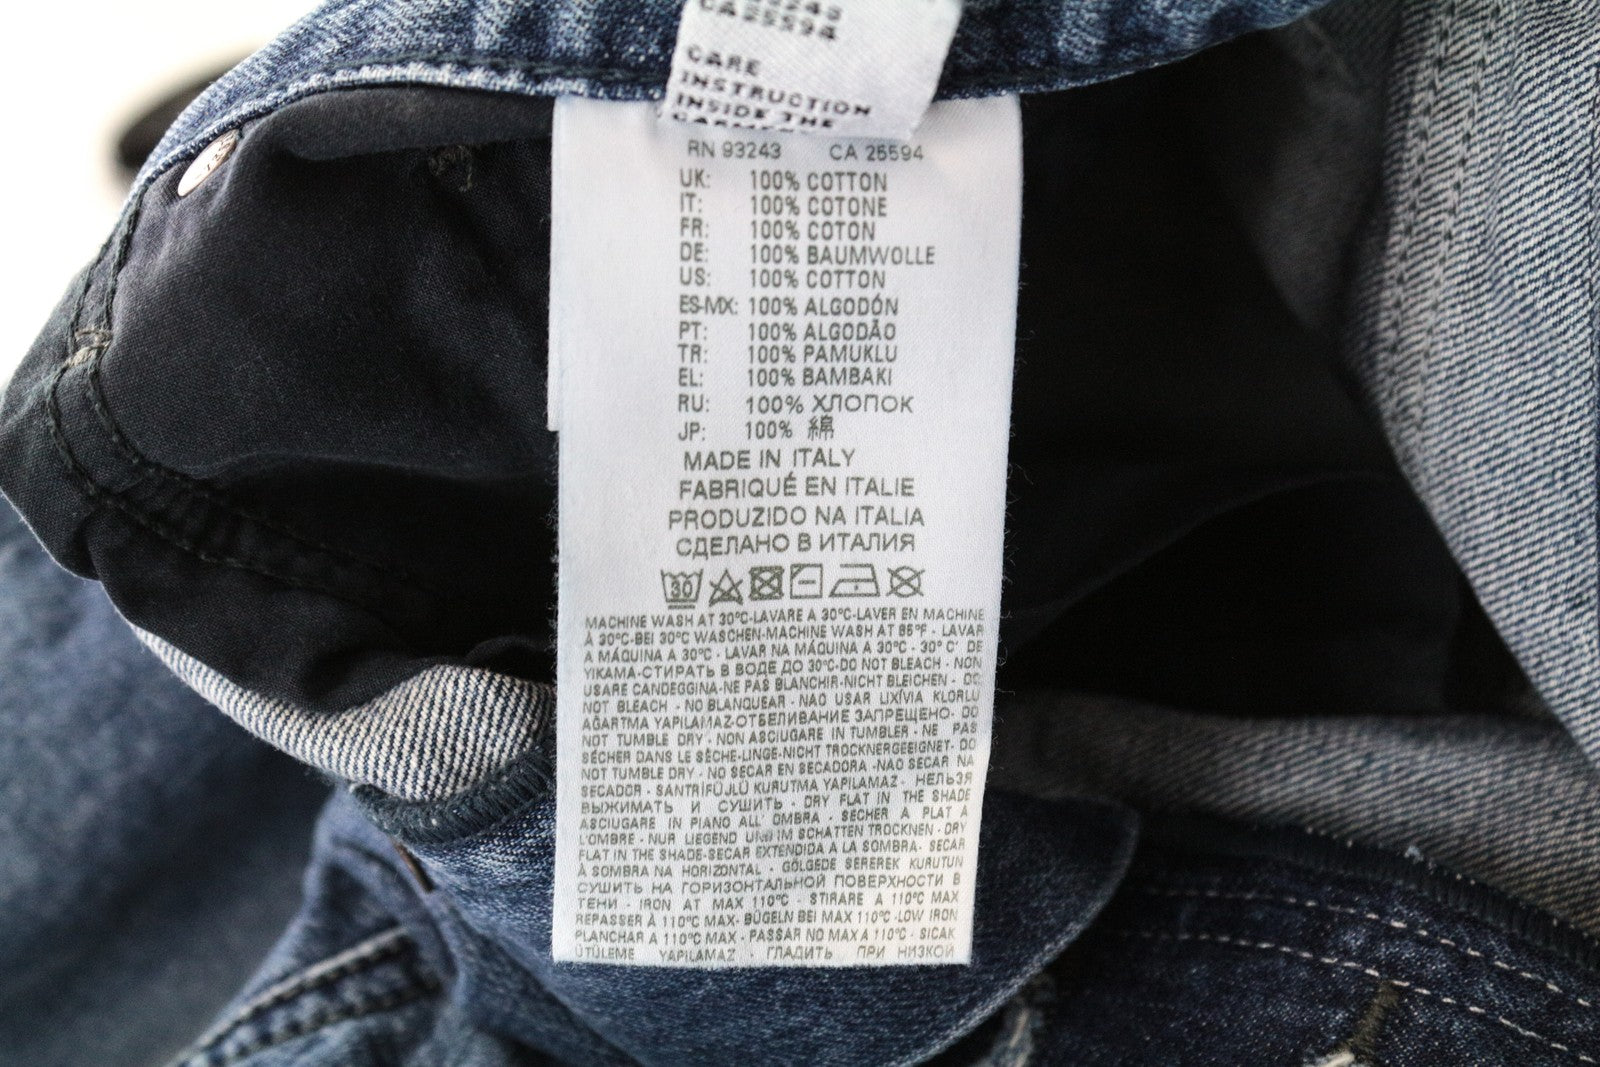 CA 25594
CARE
INSTRUCTION
INSIDE THE
RN 93243 CA 25594
UK: 100% COTTON
IT: 100% COTONE
FR: 100% COTON
DE: 100% BAUMWOLLE
US: 100% COTTON
ES-MX: 100% ALGODÓN
PT: 100% ALGODÃO
TR: 100% PAMUKLU
EL: 100% BAMBAKI
RU: 100% ХЛОПОК
JP: 100% 綿
MADE IN ITALY
FABRIQUÉ EN ITALIE
PRODUZIDO NA ITALIA
СДЕЛАНО В ИТАЛИЯ
30
MACHINE WASH AT 30°C-LAVARE A 30°C-LAVER EN MACHINE
À 30°C-BEI 30°C WASCHEN-MACHINE WASH AT 85°F - LAVAR
A MÁQUINA A 30°C - LAVAR NA MÁQUINA A 30°C - 30° C' DE
YIKAMA-СТИРАТЬ В ВОДЕ ДО 30°C-DO NOT BLEACH - NON
USARE CANDEGGINA-NE PAS BLANCHIR-NICHT BLEICHEN - DO
NOT BLEACH - NO BLANQUEAR - NAO USAR LIXÍVIA KLORLU
AĞARTMA YAPILAMAZ-ОТБЕЛИВАНИЕ ЗАПРЕЩЕНО- DO
NOT TUMBLE DRY - NON ASCIUGARE IN TUMBLER - NE PAS
SÉCHER DANS LE SÈCHE-LINGE-NICHT TROCKNERGEEIGNET- DO
NOT TUMBLE DRY - NO SECAR EN SECADORA -NAO SECAR NA
SECADOR - SANTRİFÜJLÜ KURUTMA YAPILAMAZ - НЕЛЬЗЯ
ВЫЖИМАТЬ И СУШИТЬ - DRY FLAT IN THE SHADE
ASCIUGARE IN PIANO ALL' OMBRA - SÉCHER À PLAT À
L'OMBRE - NUR LIEGEND UND IM SCHATTEN TROCKNEN - DRY
FLAT IN THE SHADE-SECAR EXTENDIDA A LA SOMBRA- SECAR
À SOMBRA NA HORIZONTAL - GÖLGEDE SEREREK KURUTUN
СУШИТЬ НА ГОРИЗОНТАЛЬНОЙ ПОВЕРХНОСТИ В
ТЕНИ - IRON AT MAX 110°C - STIRARE A 110°C MAX
REPASSER À 110°C MAX- BÜGELN BEI MAX 110°C -LOW IRON
PLANCHAR A 110°C MAX - PASSAR NO MAX A 110°C - SICAK
ÜTÜLEME YAPILAMAZ - ГЛАДИТЬ ПРИ НИЗКОЙ